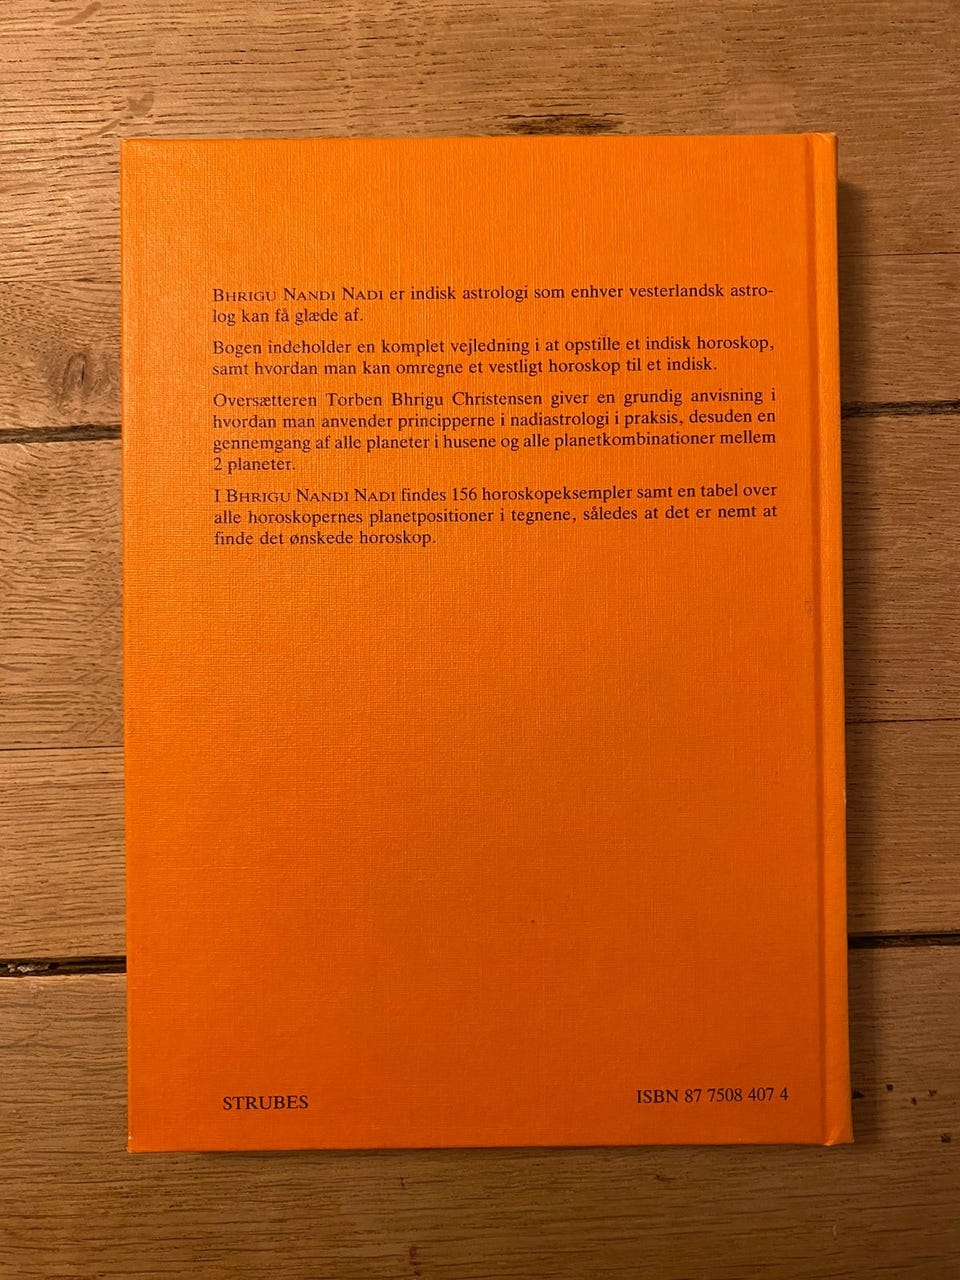 BHRIGU NANDI NADI er indisk astrologi som enhver vesterlandsk astro-
log kan få glæde af.
Bogen indeholder en komplet vejledning i at opstille et indisk horoskop,
samt hvordan man kan omregne et vestligt horoskop til et indisk.
Oversætteren Torben Bhrigu Christensen giver en grundig anvisning i
hvordan man anvender principperne i nadiastrologi i praksis, desuden en
gennemgang af alle planeter i husene og alle planetkombinationer mellem
2 planeter.
I BHRIGU NANDI NADI findes 156 horoskopeksempler samt en tabel over
alle horoskopernes planetpositioner i tegnene, således at det er nemt at
finde det ønskede horoskop.
STRUBES
ISBN 87 7508 407 4